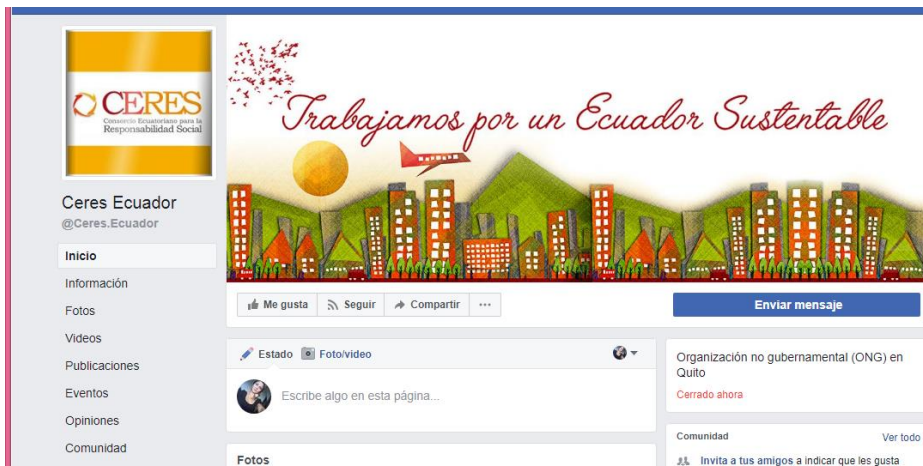 CERES
Consorcio Ecuatoriano para la
Responsabilidad Social
Trabajamos por un Ecuador Sustentable
Ceres Ecuador
@Ceres.Ecuador
Inicio
Información
Fotos
Videos
Publicaciones
Eventos
Opiniones
Comunidad
Me gusta
Seguir
Compartir
Enviar mensaje
Estado
Foto/video
Escribe algo en esta página...
Fotos
Organización no gubernamental (ONG) en
Quito
Cerrado ahora
Comunidad
Ver todo
Invita a tus amigos a indicar que les gusta